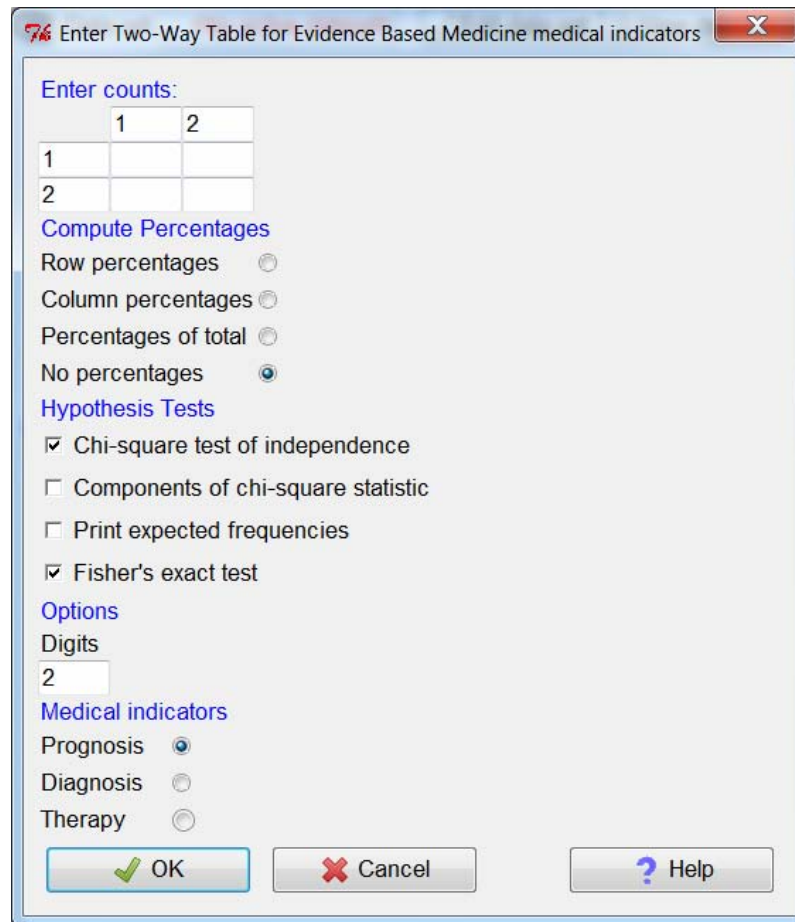 Enter Two-Way Table for Evidence Based Medicine medical indicators
Enter counts:
1 2
1
2
Compute Percentages
Row percentages
Column percentages
Percentages of total
No percentages
Hypothesis Tests
Chi-square test of independence
Components of chi-square statistic
Print expected frequencies
Fisher's exact test
Options
Digits
2
Medical indicators
Prognosis
Diagnosis
Therapy
OK Cancel ? Help